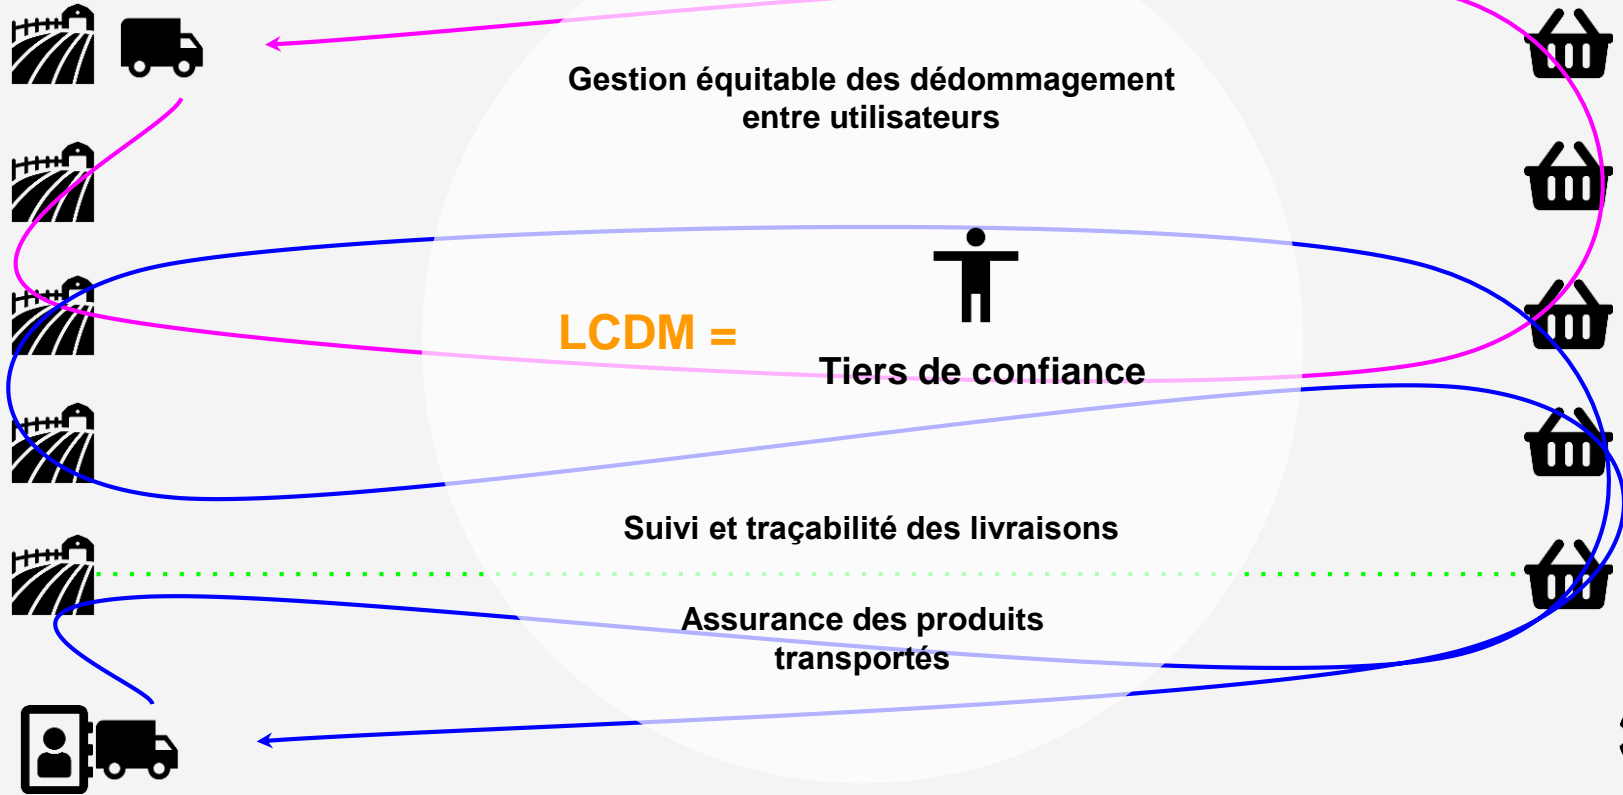 Gestion équitable des dédommagement
entre utilisateurs
LCDM =
Tiers de confiance
Suivi et traçabilité des livraisons
Assurance des produits
transportés